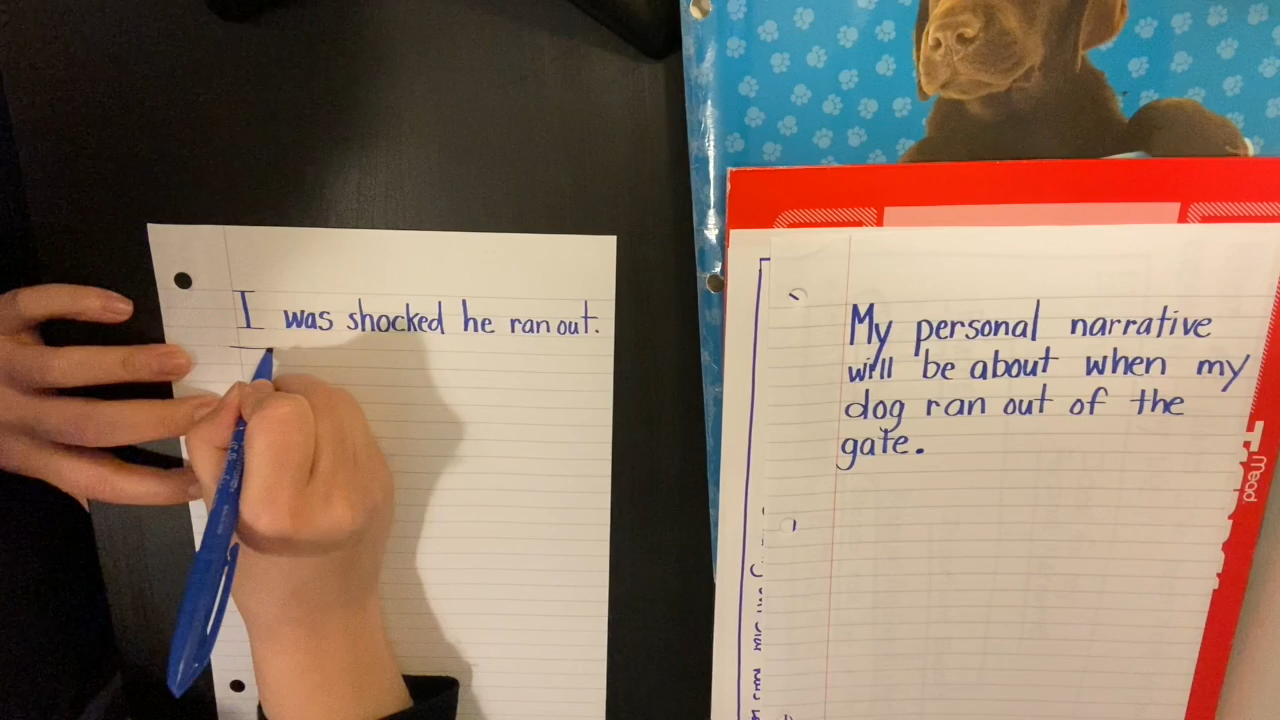 I was shocked he ran out.
My personal narrative
will be about when my
dog ran out of the
gate.
Mead